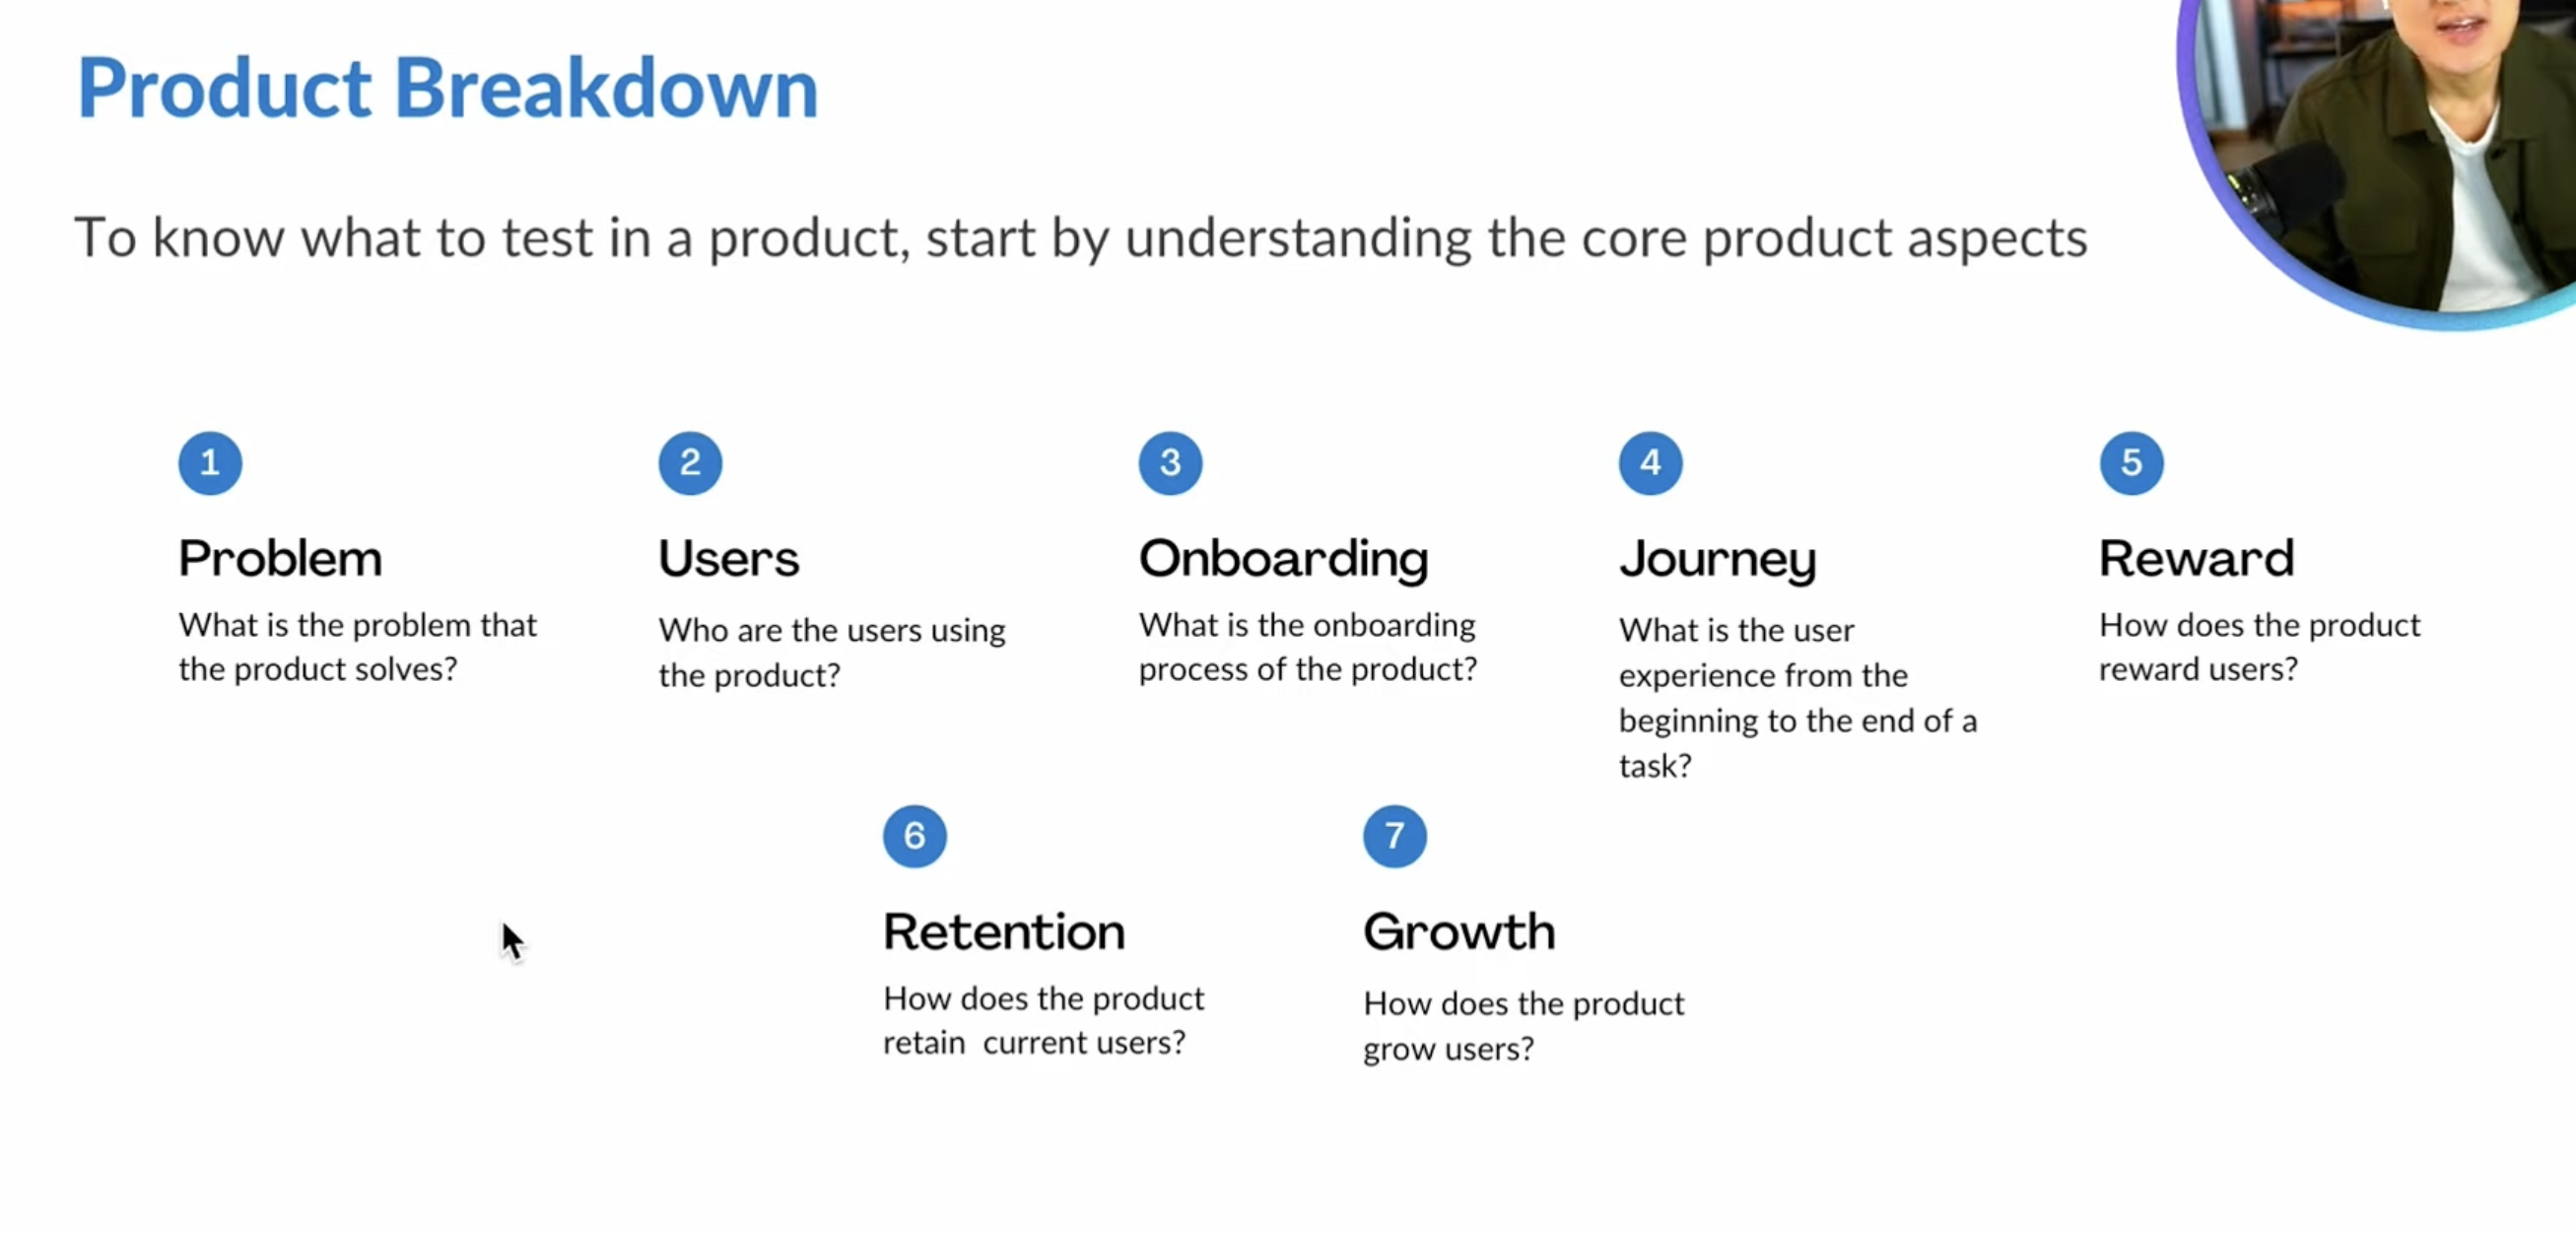 Product Breakdown
To know what to test in a product, start by understanding the core product aspects
1
Problem
What is the problem that
the product solves?
2
Users
Who are the users using
the product?
3
Onboarding
What is the onboarding
process of the product?
4
Journey
What is the user
experience from the
beginning to the end of a
task?
5
Reward
How does the product
reward users?
6
Retention
How does the product
retain  current users?
7
Growth
How does the product
grow users?